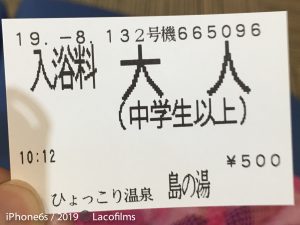 19.-8.132号機665096
入浴料 大人
(中学生以上)
10:12 ¥500
ひょっこり温泉 島の湯
iPhone6s / 2019 Lacofilms